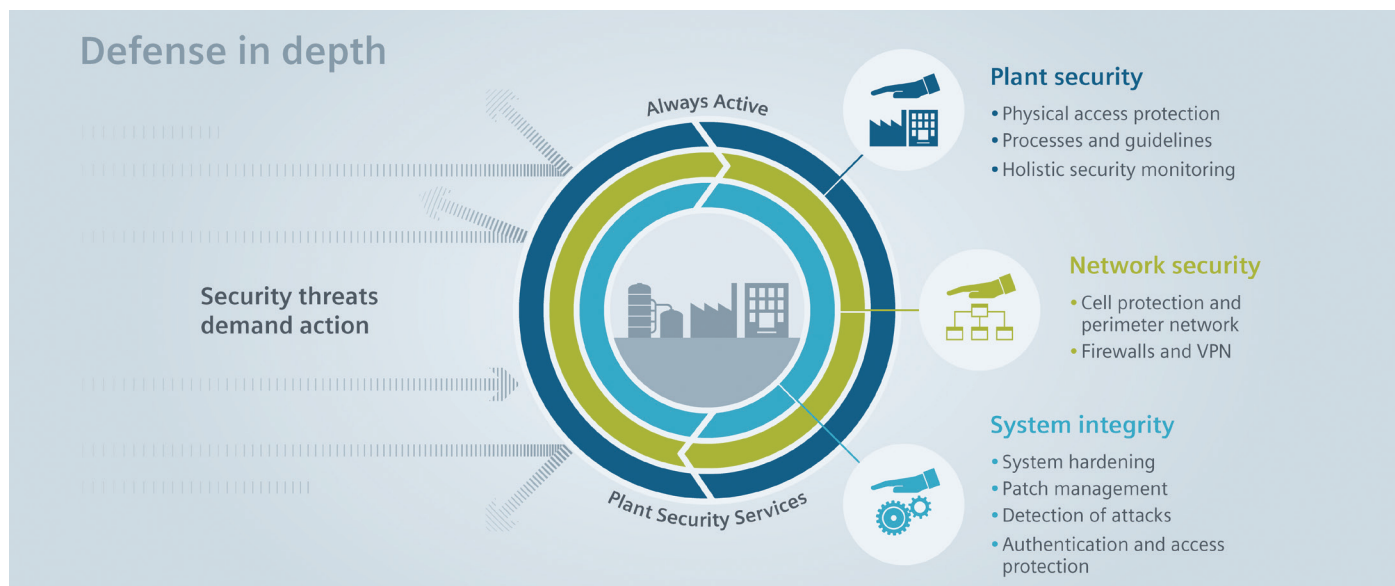 Defense in depth
Always Active
Plant security
• Physical access protection
• Processes and guidelines
• Holistic security monitoring
Security threats
demand action
Network security
• Cell protection and
perimeter network
• Firewalls and VPN
System integrity
• System hardening
• Patch management
• Detection of attacks
• Authentication and access
protection
Plant Security Services